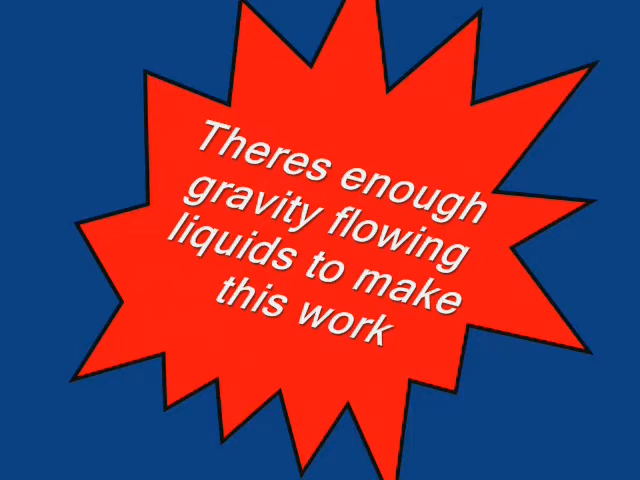 Theres enough
gravity flowing
liquids to make
this work